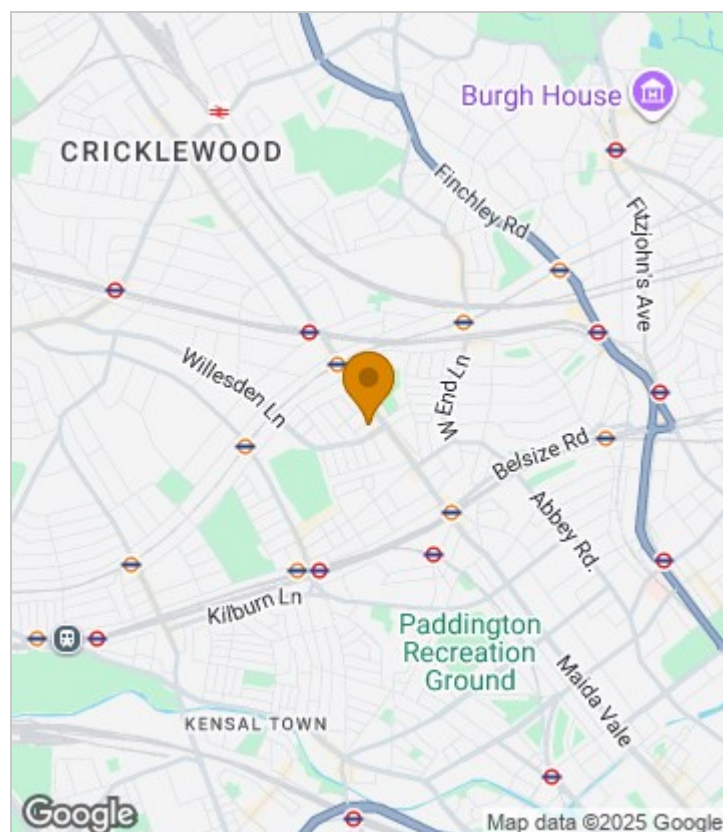 Burgh House
CRICKLEWOOD
Finchley Rd
Fitzjohn's Ave
Willesden Ln
W End Ln
Belsize Rd
Abbey Rd.
Kilburn Ln
Paddington
Recreation
Ground
Maida Vale
KENSAL TOWN
Google
Map data ©2025 Google